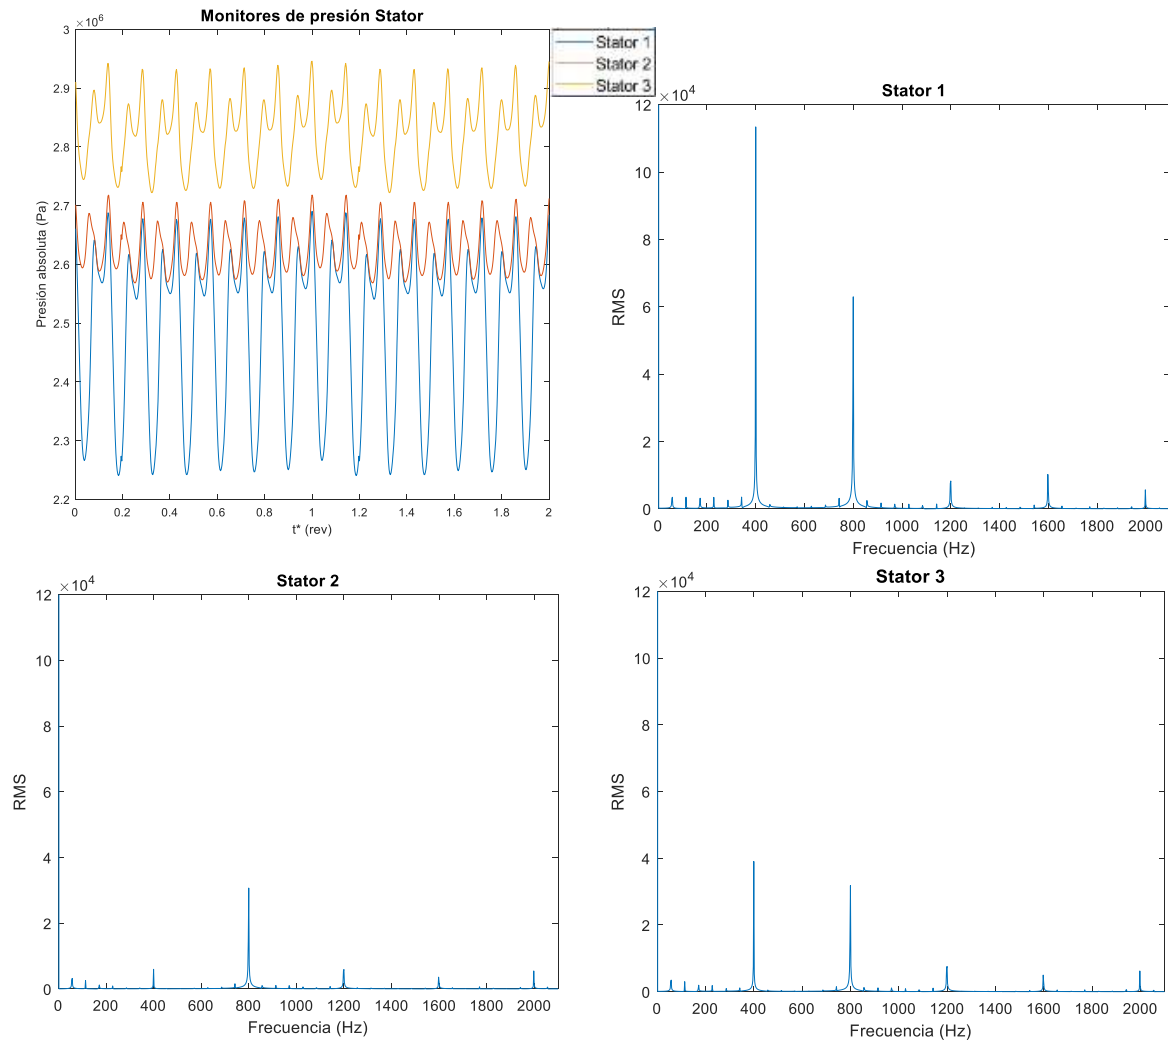 Monitores de presión Stator
×10⁶
3
2.9
2.8
2.7
2.6
2.5
2.4
2.3
2.2
Presión absoluta (Pa)
0 0.2 0.4 0.6 0.8 1 1.2 1.4 1.6 1.8 2
t* (rev)
Stator 1
Stator 2
Stator 3
Stator 1
×10⁴
12
10
8
6
4
2
0
RMS
0 200 400 600 800 1000 1200 1400 1600 1800 2000
Frecuencia (Hz)
Stator 2
×10⁴
12
10
8
6
4
2
0
RMS
0 200 400 600 800 1000 1200 1400 1600 1800 2000
Frecuencia (Hz)
Stator 3
×10⁴
12
10
8
6
4
2
0
RMS
0 200 400 600 800 1000 1200 1400 1600 1800 2000
Frecuencia (Hz)